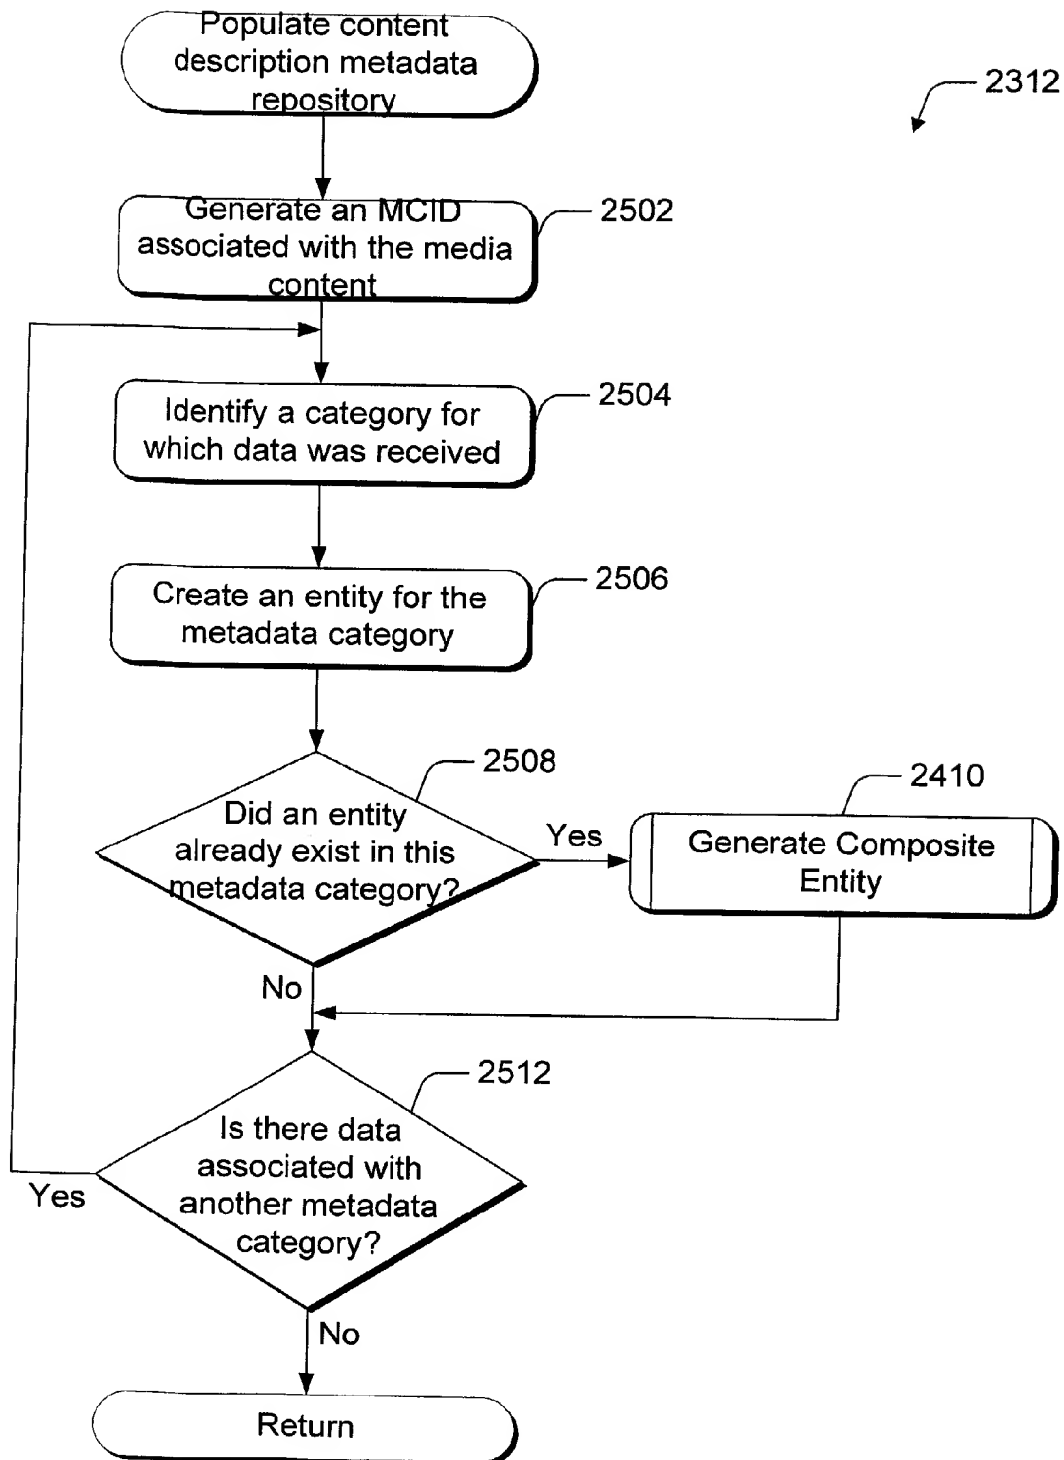 Populate content
description metadata
repository
2312
Generate an MCID
associated with the media
content
2502
Identify a category for
which data was received
2504
Create an entity for the
metadata category
2506
Did an entity
already exist in this
metadata category?
2508
Yes
2410
Generate Composite
Entity
No
Is there data
associated with
another metadata
category?
2512
Yes
No
Return